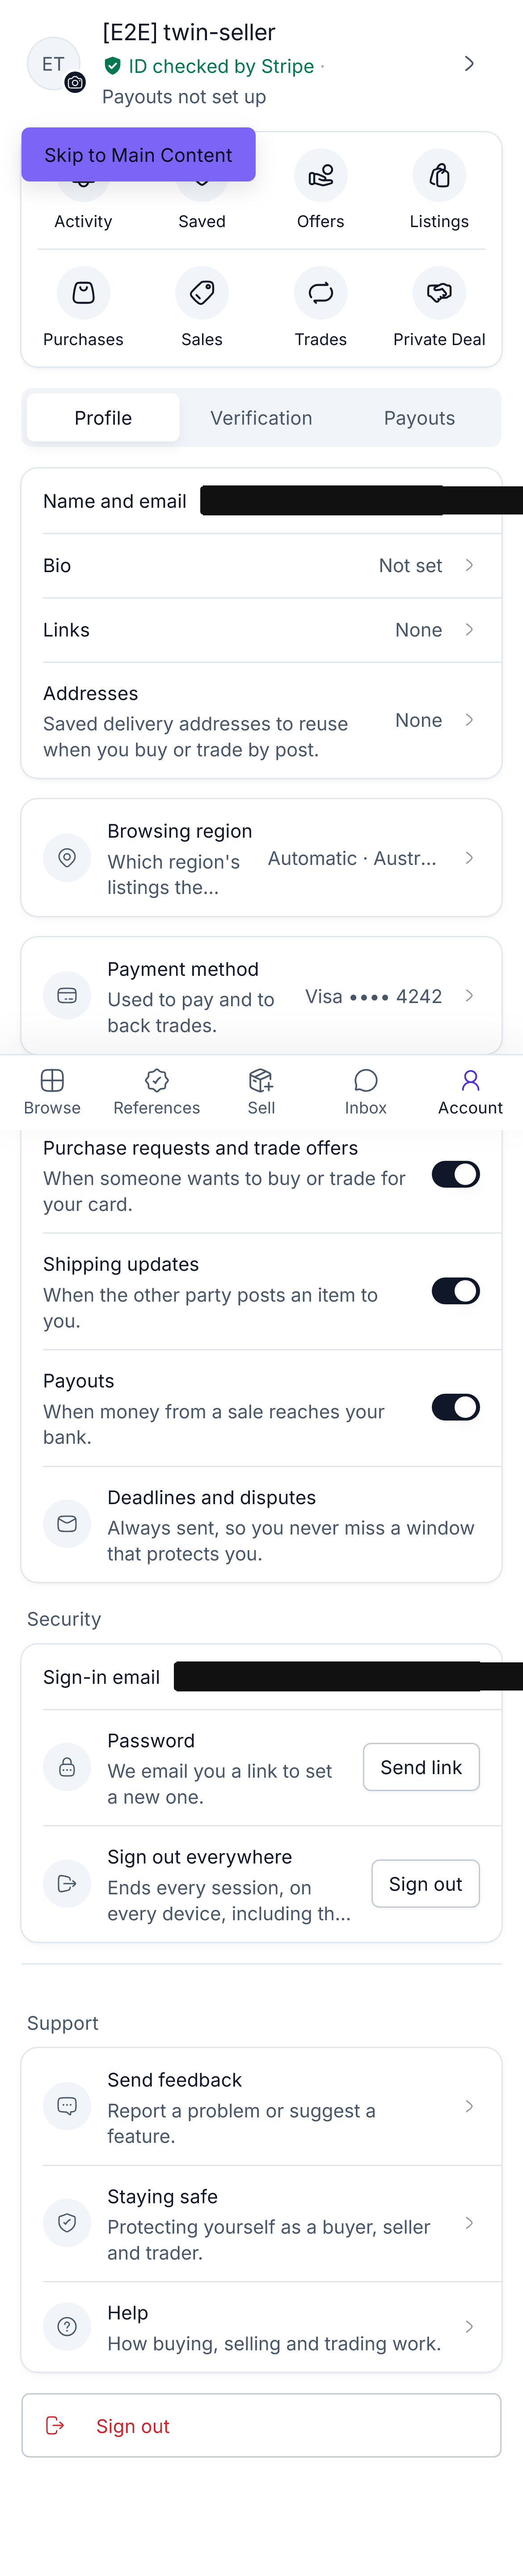 [E2E] twin-seller
ET
ID checked by Stripe ·
Payouts not set up
Skip to Main Content
Activity
Saved
Offers
Listings
Purchases
Sales
Trades
Private Deal
Profile
Verification
Payouts
Name and email
Bio
Not set
Links
None
Addresses
Saved delivery addresses to reuse
when you buy or trade by post.
None
Browsing region
Which region's
listings the...
Automatic · Austr...
Payment method
Used to pay and to
back trades.
Visa •••• 4242
Browse
References
Sell
Inbox
Account
Purchase requests and trade offers
When someone wants to buy or trade for
your card.
Shipping updates
When the other party posts an item to
you.
Payouts
When money from a sale reaches your
bank.
Deadlines and disputes
Always sent, so you never miss a window
that protects you.
Security
Sign-in email
Password
We email you a link to set
a new one.
Send link
Sign out everywhere
Ends every session, on
every device, including th...
Sign out
Support
Send feedback
Report a problem or suggest a
feature.
Staying safe
Protecting yourself as a buyer, seller
and trader.
Help
How buying, selling and trading work.
Sign out